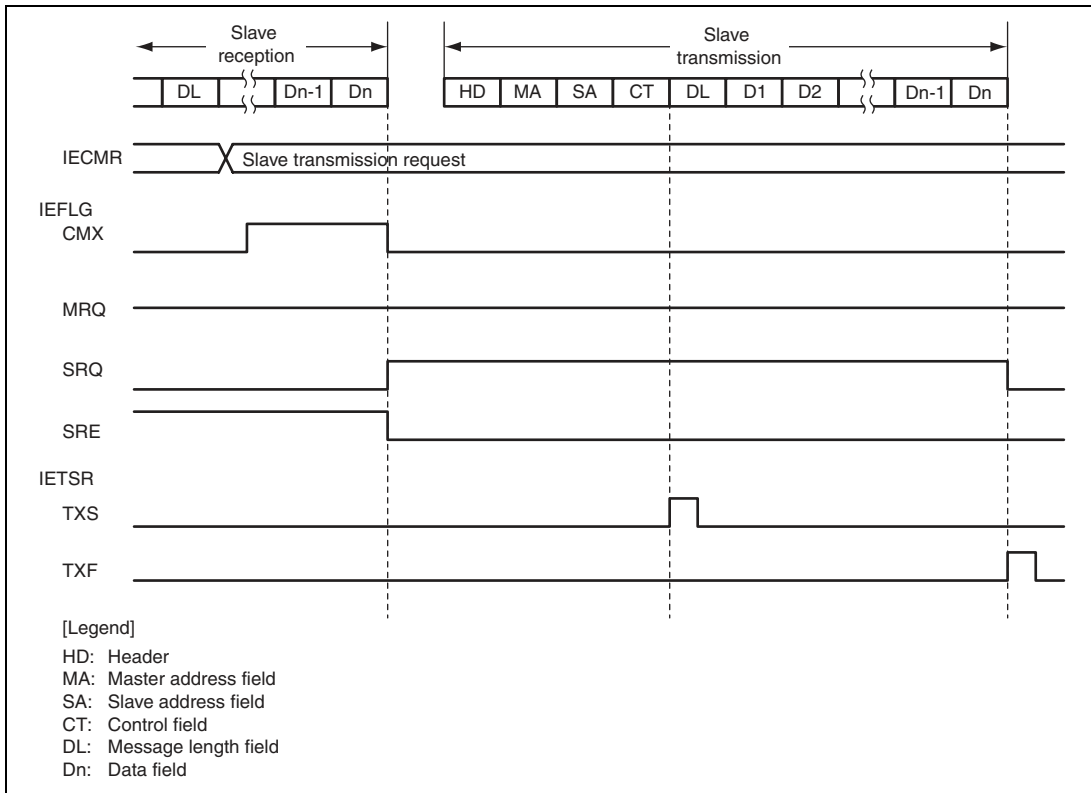 Slave
reception
Slave
transmission
DL Dn-1 Dn HD MA SA CT DL D1 D2 Dn-1 Dn
IECMR Slave transmission request
IEFLG
CMX
MRQ
SRQ
SRE
IETSR
TXS
TXF
[Legend]
HD: Header
MA: Master address field
SA: Slave address field
CT: Control field
DL: Message length field
Dn: Data field